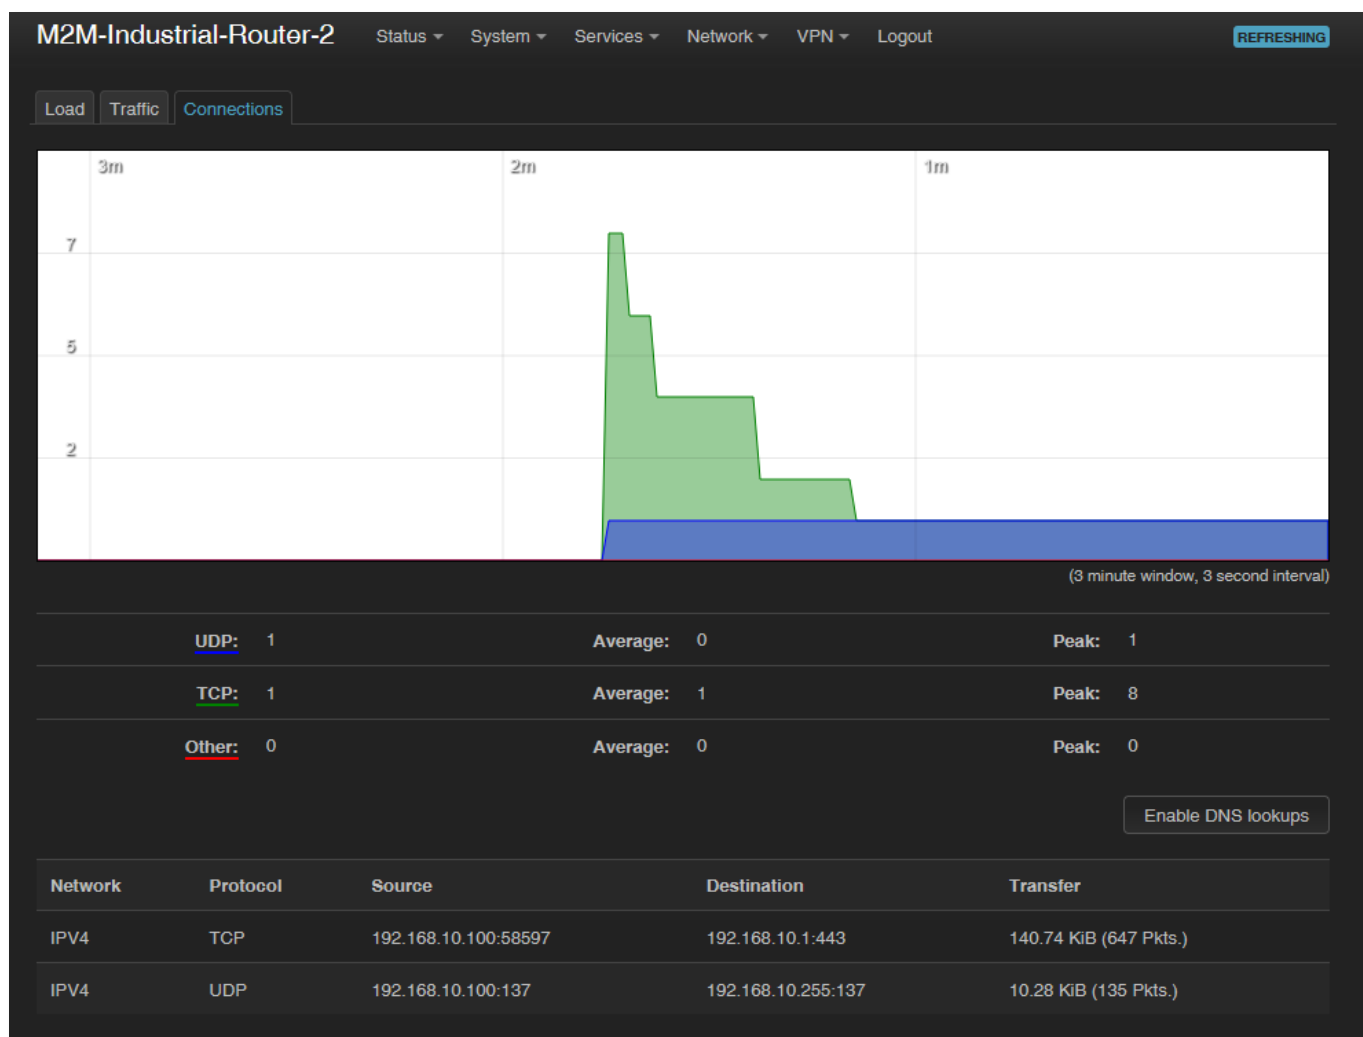 M2M-Industrial-Router-2 Status System Services Network VPN Logout REFRESHING
Load Traffic Connections
3m 2m 1m
7
5
2
(3 minute window, 3 second interval)
UDP: 1 Average: 0 Peak: 1
TCP: 1 Average: 1 Peak: 8
Other: 0 Average: 0 Peak: 0
Enable DNS lookups
Network Protocol Source Destination Transfer
IPV4 TCP 192.168.10.100:58597 192.168.10.1:443 140.74 KiB (647 Pkts.)
IPV4 UDP 192.168.10.100:137 192.168.10.255:137 10.28 KiB (135 Pkts.)